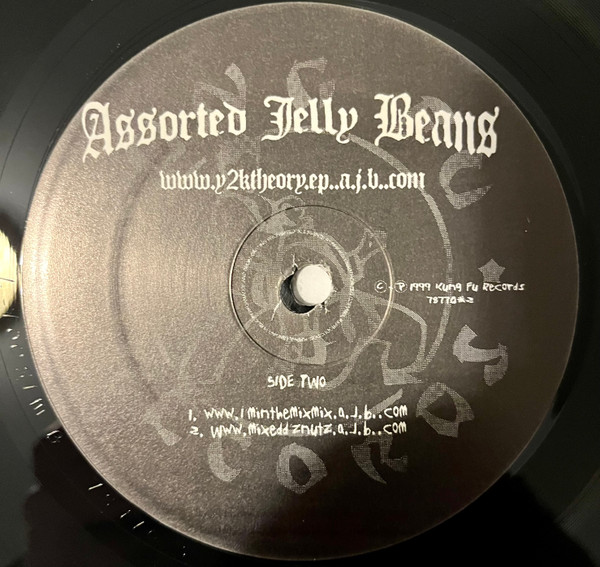 Assorted Jelly Beans
www.y2ktheory.ep..a.j.b..com
© ℗ 1999 Kung Fu Records
78770#2
SIDE TWO
1. www.iminthemixmix.a.j.b..com
2. www.mixeddznutz.a.j.b..com